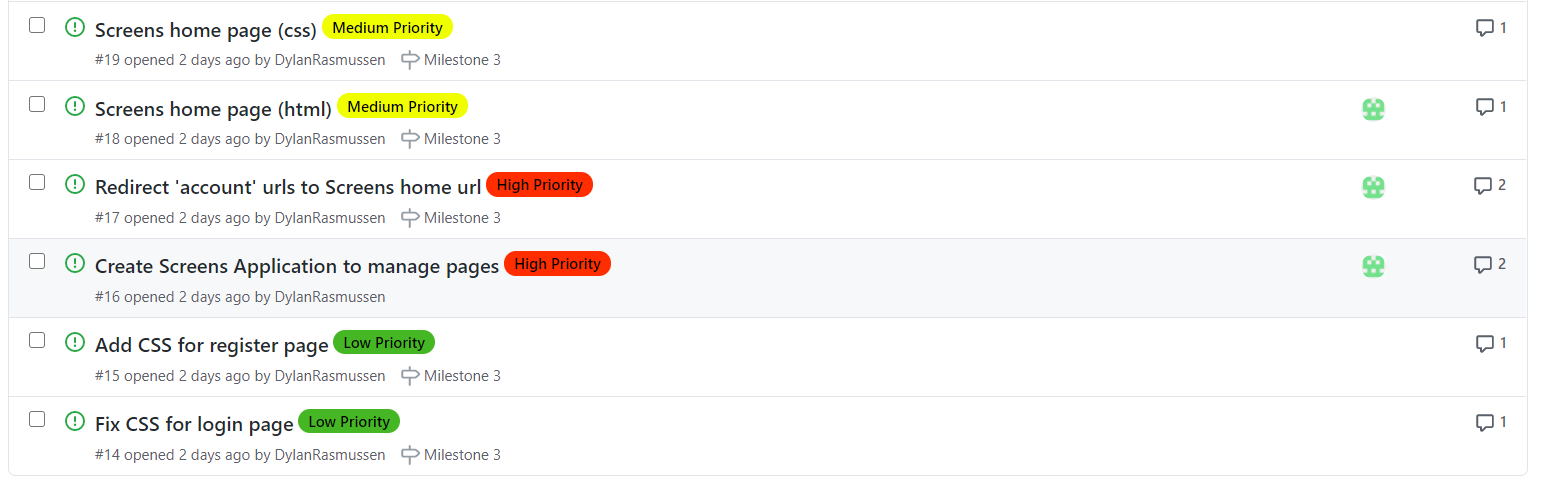 Screens home page (css) Medium Priority 1
#19 opened 2 days ago by DylanRasmussen Milestone 3
Screens home page (html) Medium Priority 1
#18 opened 2 days ago by DylanRasmussen Milestone 3
Redirect 'account' urls to Screens home url High Priority 2
#17 opened 2 days ago by DylanRasmussen Milestone 3
Create Screens Application to manage pages High Priority 2
#16 opened 2 days ago by DylanRasmussen
Add CSS for register page Low Priority 1
#15 opened 2 days ago by DylanRasmussen Milestone 3
Fix CSS for login page Low Priority 1
#14 opened 2 days ago by DylanRasmussen Milestone 3